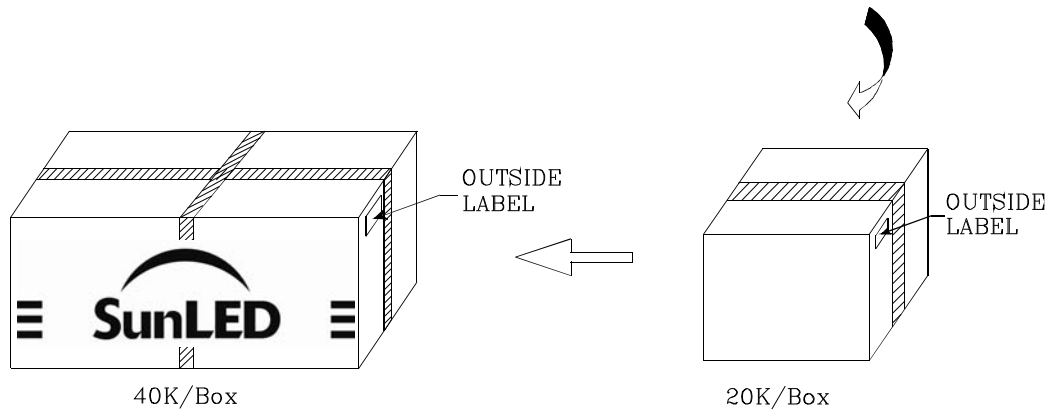 OUTSIDE
LABEL
SunLED
40K/Box
OUTSIDE
LABEL
20K/Box